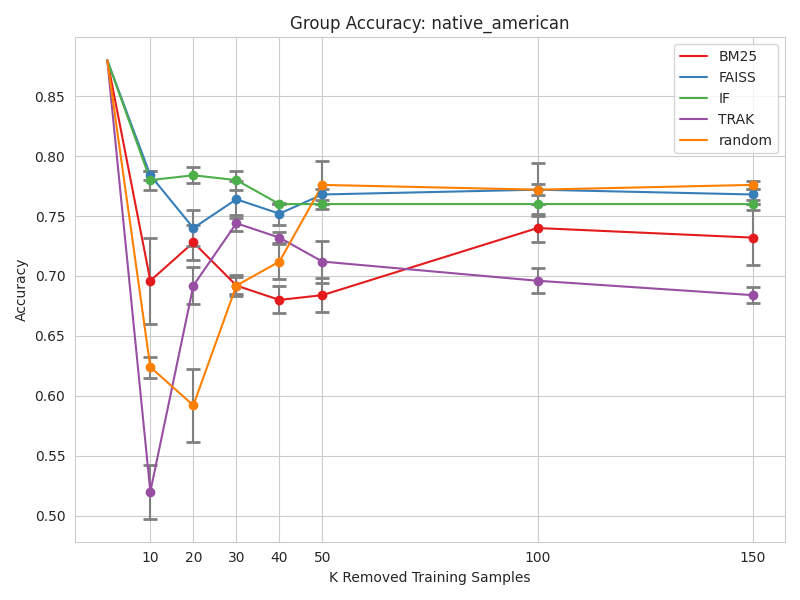 Group Accuracy: native_american
BM25
FAISS
IF
TRAK
random
Accuracy
0.85
0.80
0.75
0.70
0.65
0.60
0.55
0.50
10 20 30 40 50 100 150
K Removed Training Samples